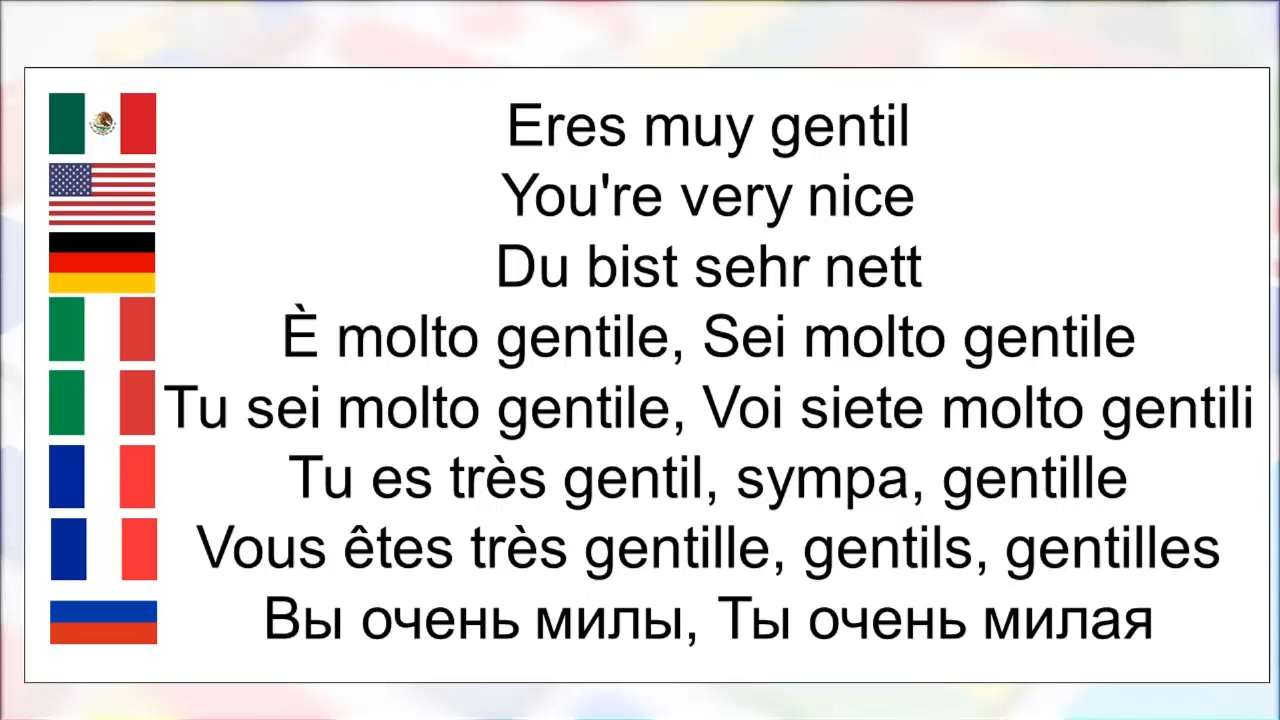 Eres muy gentil
You're very nice
Du bist sehr nett
È molto gentile, Sei molto gentile
Tu sei molto gentile, Voi siete molto gentili
Tu es très gentil, sympa, gentille
Vous êtes très gentille, gentils, gentilles
Вы очень милы, Ты очень милая